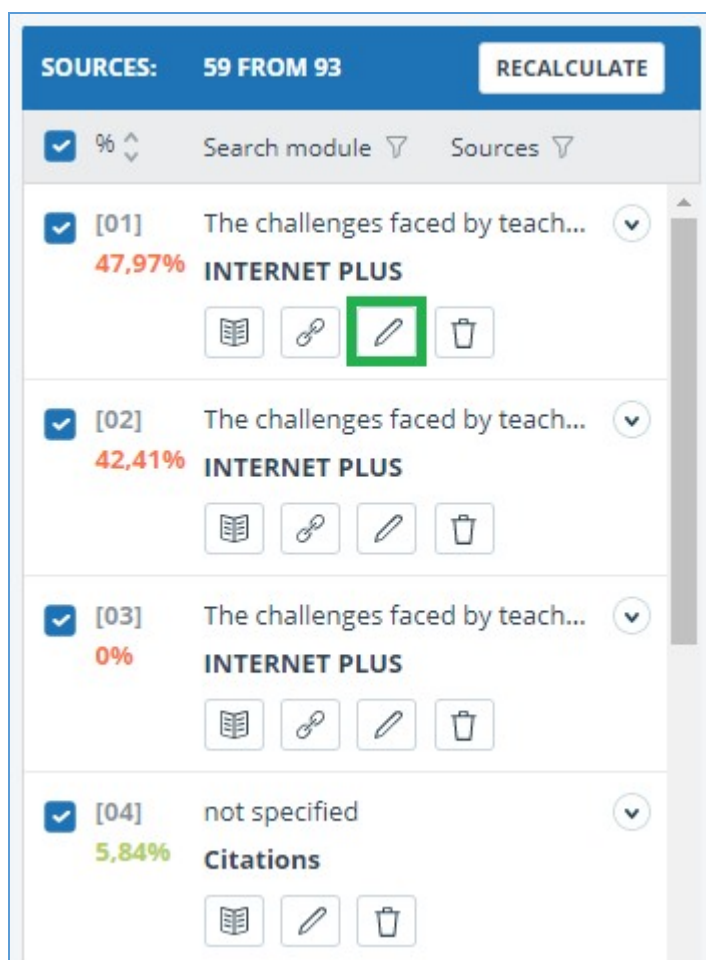 SOURCES: 59 FROM 93 RECALCULATE
% Search module Sources
[01] The challenges faced by teach...
47,97% INTERNET PLUS
[02] The challenges faced by teach...
42,41% INTERNET PLUS
[03] The challenges faced by teach...
0% INTERNET PLUS
[04] not specified
5,84% Citations